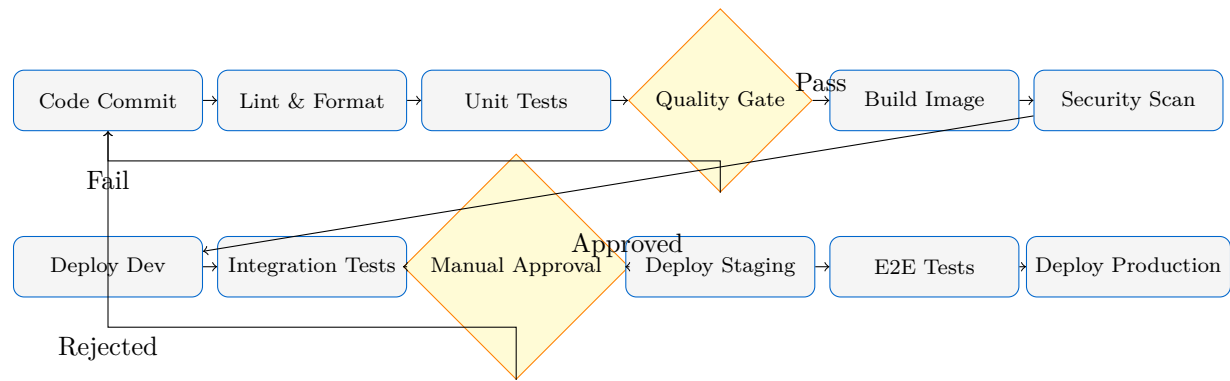 Code Commit
Lint & Format
Unit Tests
Quality Gate
Pass
Build Image
Security Scan
Fail
Deploy Dev
Integration Tests
Manual Approval
Approved
Deploy Staging
E2E Tests
Deploy Production
Rejected